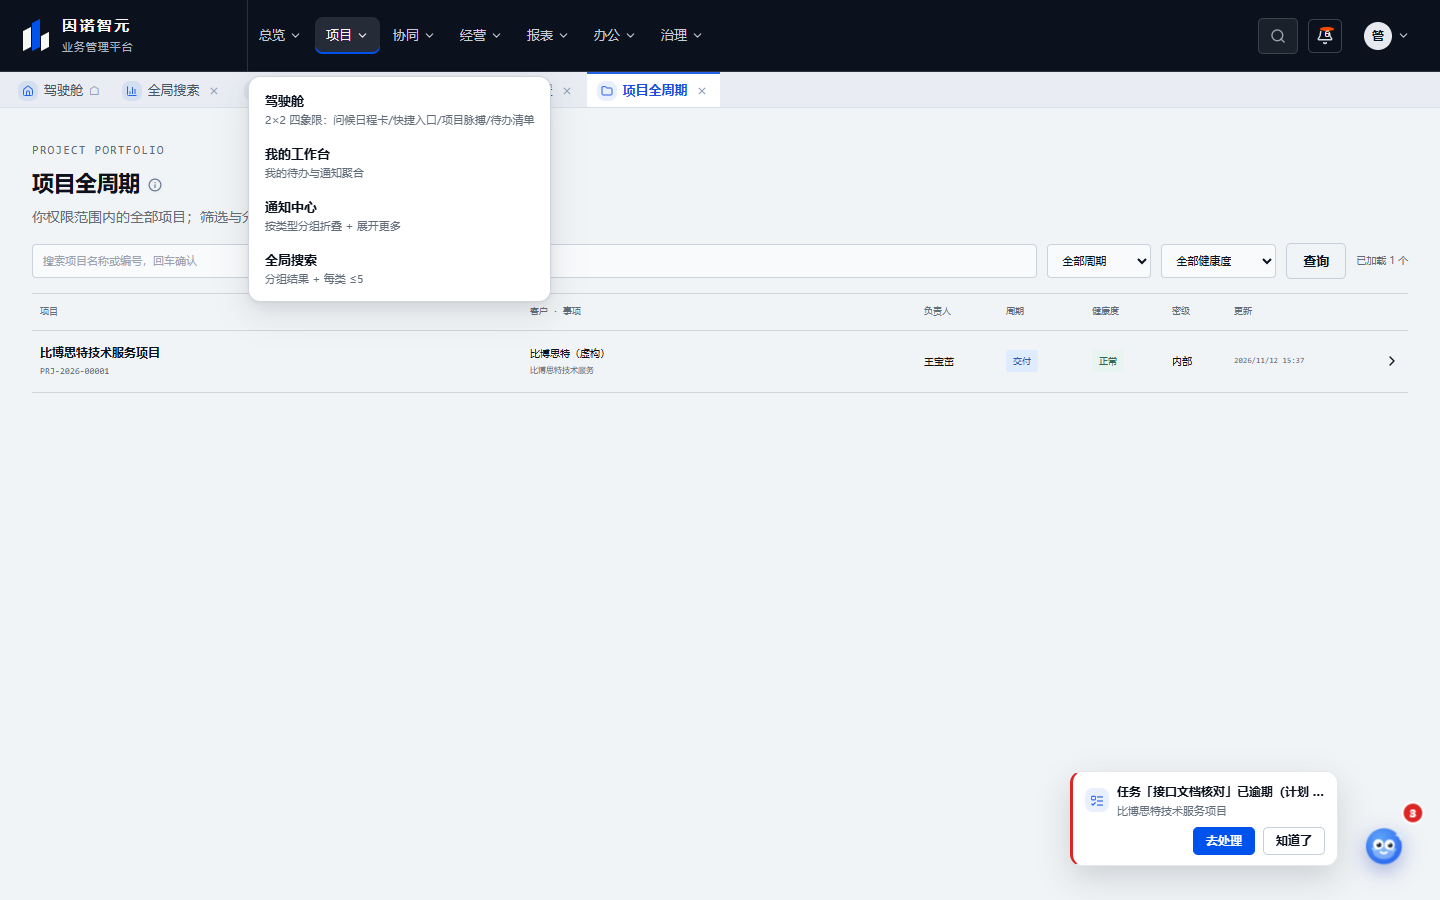 因诺智元
业务管理平台
总览
项目
协同
经营
报表
办公
治理
管
驾驶舱
全局搜索
项目全周期
驾驶舱
2×2 四象限：问候日程卡/快捷入口/项目脉搏/待办清单
我的工作台
我的待办与通知聚合
通知中心
按类型分组折叠 + 展开更多
全局搜索
分组结果 + 每类 ≤5
PROJECT PORTFOLIO
项目全周期
你权限范围内的全部项目；筛选与分
搜索项目名称或编号，回车确认
全部周期
全部健康度
查询
已加载 1 个
项目
客户 · 事项
负责人
周期
健康度
密级
更新
比博思特技术服务项目
PRJ-2026-00001
比博思特（虚构）
比博思特技术服务
王宝茁
交付
正常
内部
2026/11/12 15:37
任务「接口文档核对」已逾期（计划 ...
比博思特技术服务项目
去处理
知道了
3